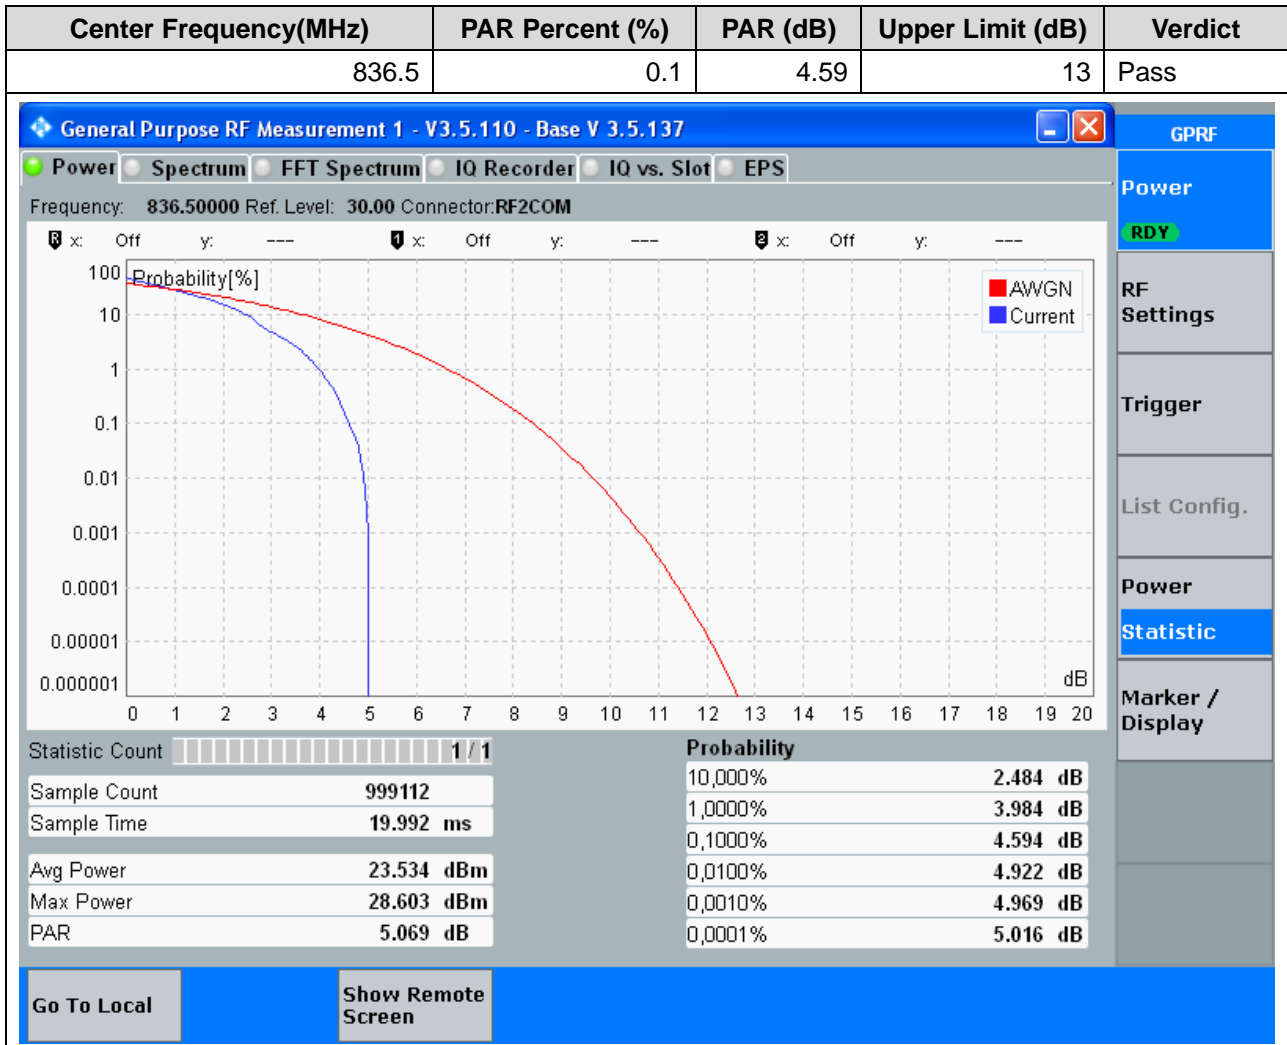 Center Frequency(MHz) PAR Percent (%) PAR (dB) Upper Limit (dB) Verdict
836.5 0.1 4.59 13 Pass
General Purpose RF Measurement 1 - V3.5.110 - Base V 3.5.137
GPRF
Power Spectrum FFT Spectrum IQ Recorder IQ vs. Slot EPS
Power
RDY
Frequency: 836.50000 Ref. Level: 30.00 Connector:RF2COM
R x: Off y: --- 1 x: Off y: --- 2 x: Off y: ---
Probability[%]
AWGN
Current
100
10
1
0.1
0.01
0.001
0.0001
0.00001
0.000001
dB
0 1 2 3 4 5 6 7 8 9 10 11 12 13 14 15 16 17 18 19 20
RF
Settings
Trigger
List Config.
Power
Statistic
Marker /
Display
Statistic Count 1 / 1
Sample Count 999112
Sample Time 19.992 ms
Avg Power 23.534 dBm
Max Power 28.603 dBm
PAR 5.069 dB
Probability
10,000% 2.484 dB
1,0000% 3.984 dB
0,1000% 4.594 dB
0,0100% 4.922 dB
0,0010% 4.969 dB
0,0001% 5.016 dB
Go To Local
Show Remote
Screen